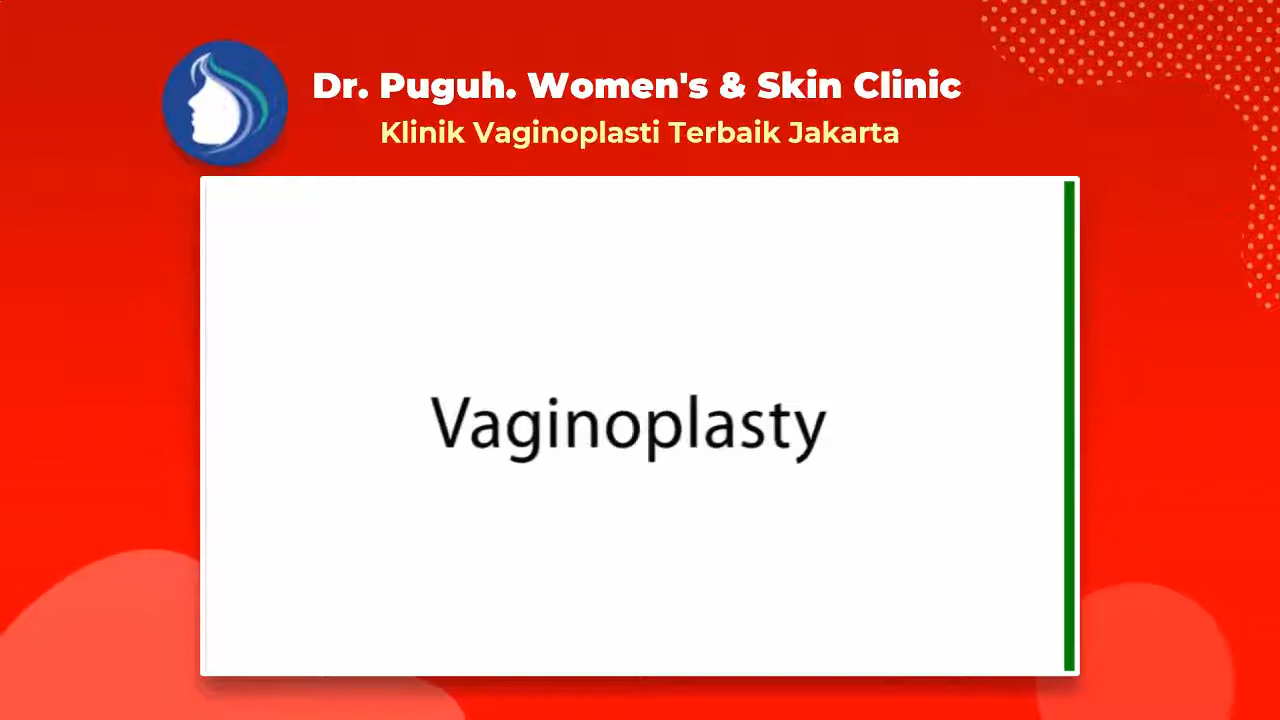 Dr. Puguh. Women's & Skin Clinic
Klinik Vaginoplasti Terbaik Jakarta
Vaginoplasty